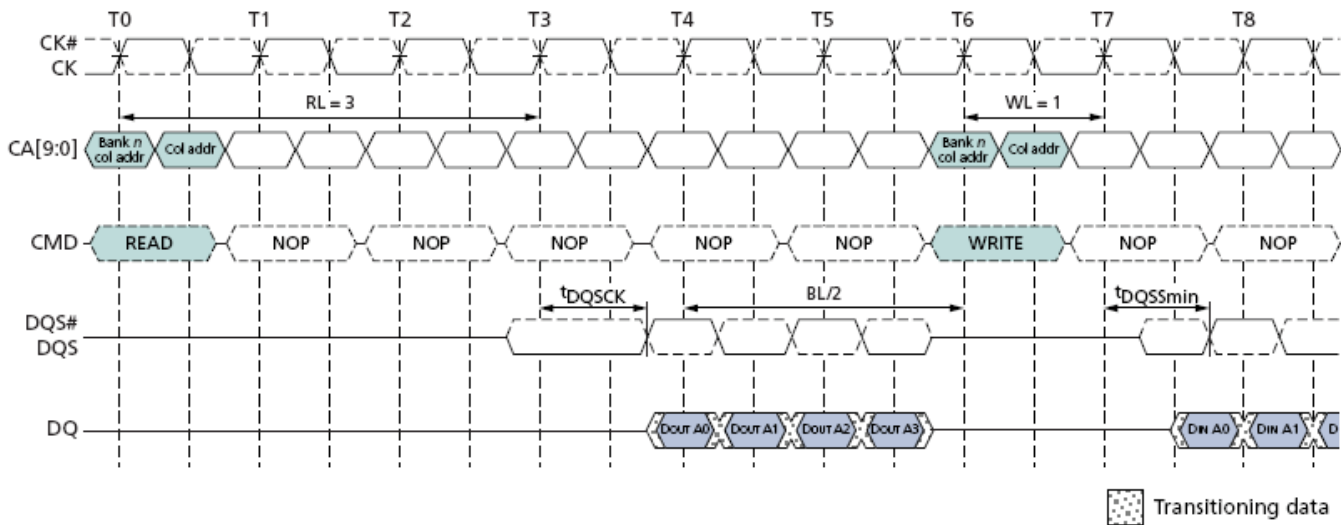 T0 T1 T2 T3 T4 T5 T6 T7 T8
CK#
CK
RL = 3 WL = 1
CA[9:0] Bank n col addr Col addr Bank n col addr Col addr
CMD READ NOP NOP NOP NOP NOP WRITE NOP NOP
tDQSCK BL/2 tDQSSmin
DQS#
DQS
DQ DOUT A0 DOUT A1 DOUT A2 DOUT A3 DIN A0 DIN A1 D
Transitioning data